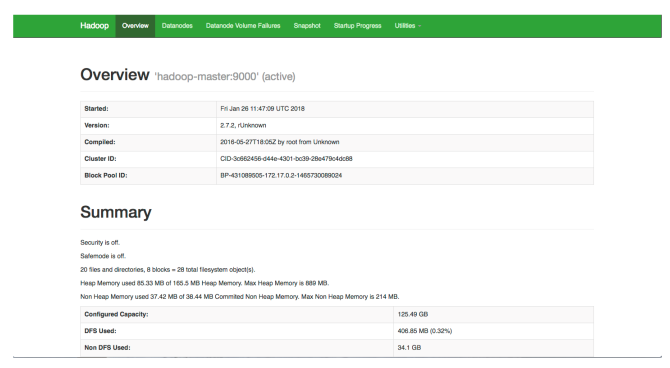 Hadoop Overview Datanodes Datanode Volume Failures Snapshot Startup Progress Utilities
Overview 'hadoop-master:9000' (active)
Started: Fri Jan 26 11:47:09 UTC 2018
Version: 2.7.2, rUnknown
Compiled: 2016-05-27T18:05Z by root from Unknown
Cluster ID: CID-3c662456-d44e-4301-bc39-28e479c4dc88
Block Pool ID: BP-431089505-172.17.0.2-1465730089024
Summary
Security is off.
Safemode is off.
20 files and directories, 8 blocks = 28 total filesystem object(s).
Heap Memory used 85.33 MB of 165.5 MB Heap Memory. Max Heap Memory is 889 MB.
Non Heap Memory used 37.42 MB of 38.44 MB Commited Non Heap Memory. Max Non Heap Memory is 214 MB.
Configured Capacity: 125.49 GB
DFS Used: 406.85 MB (0.32%)
Non DFS Used: 34.1 GB